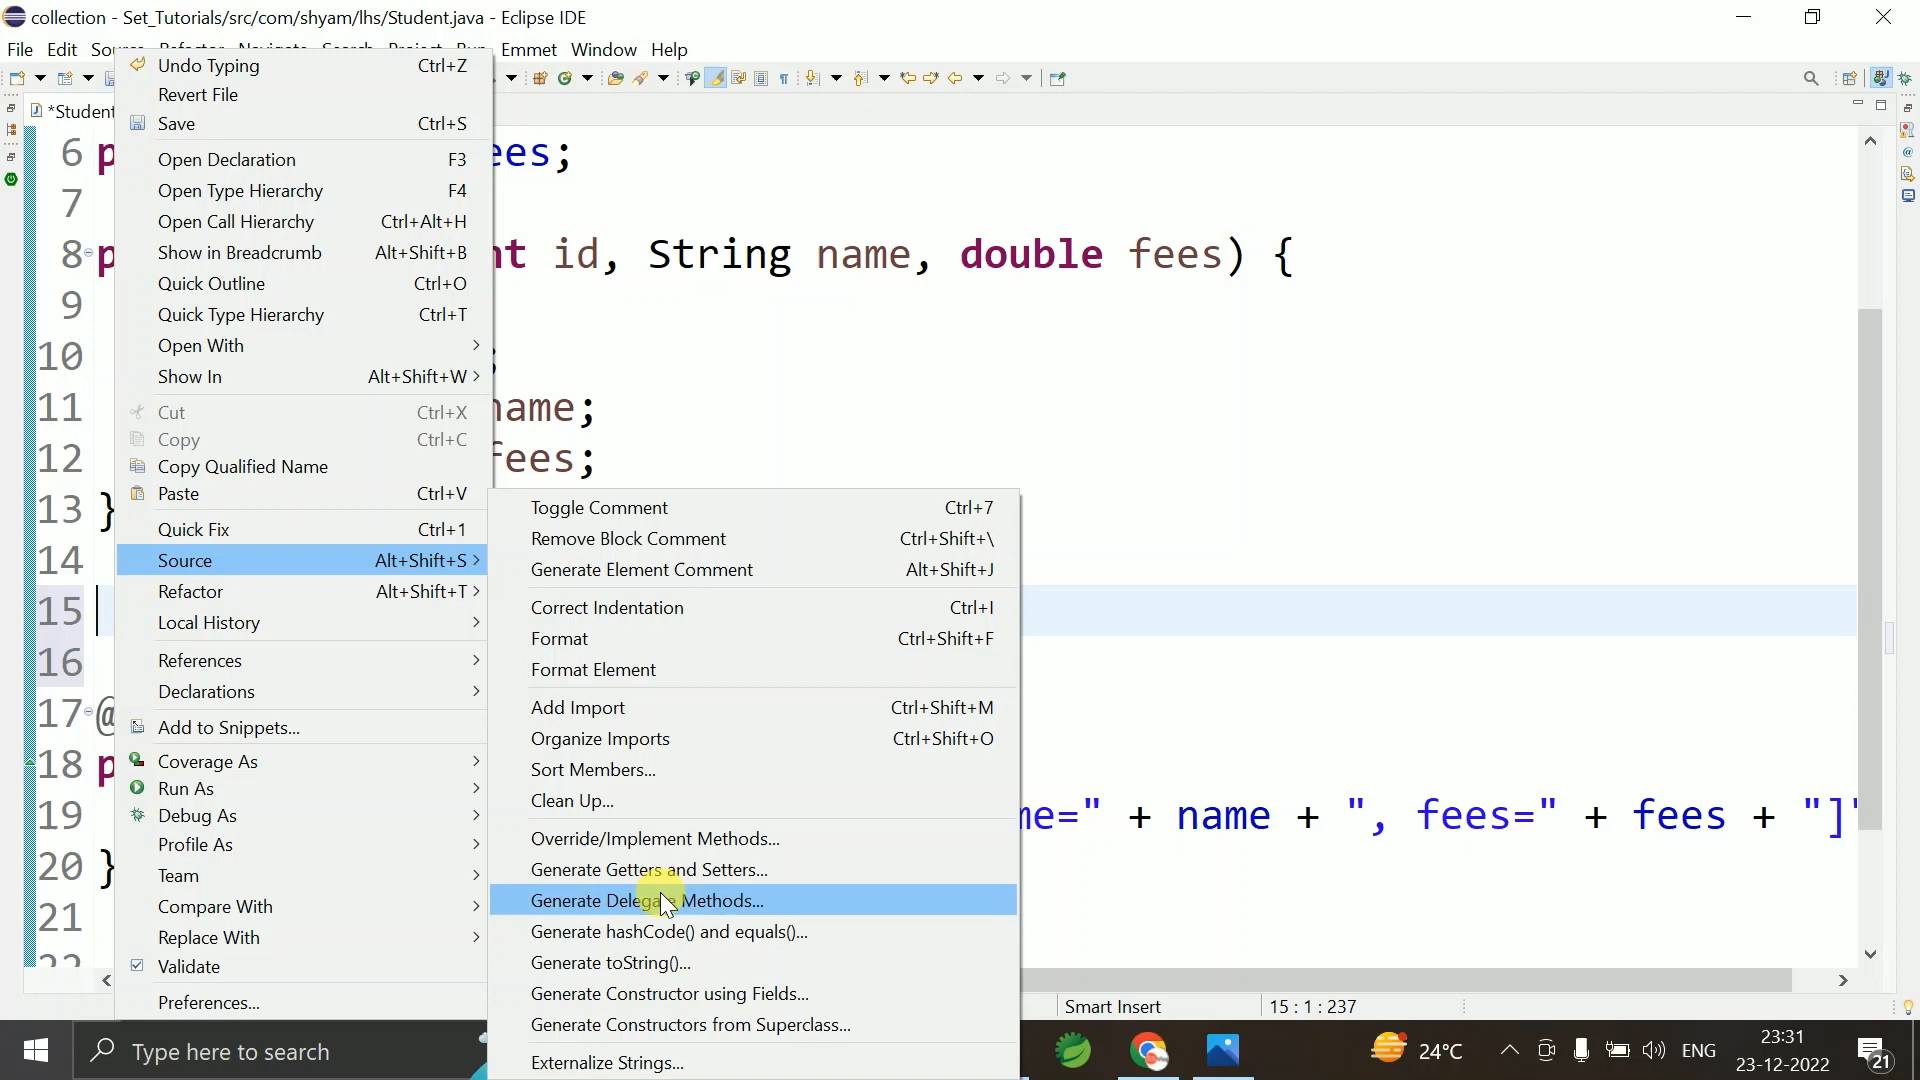 collection - Set_Tutorials/src/com/shyam/lhs/Student.java - Eclipse IDE
File Edit Emmet Window Help
*Student
Undo Typing Ctrl+Z
Revert File
Save Ctrl+S
Open Declaration F3
Open Type Hierarchy F4
Open Call Hierarchy Ctrl+Alt+H
Show in Breadcrumb Alt+Shift+B
Quick Outline Ctrl+O
Quick Type Hierarchy Ctrl+T
Open With
Show In Alt+Shift+W
Cut Ctrl+X
Copy Ctrl+C
Copy Qualified Name
Paste Ctrl+V
Quick Fix Ctrl+1
Source Alt+Shift+S
Refactor Alt+Shift+T
Local History
References
Declarations
Add to Snippets...
Coverage As
Run As
Debug As
Profile As
Team
Compare With
Replace With
Validate
Preferences...
Toggle Comment Ctrl+7
Remove Block Comment Ctrl+Shift+\
Generate Element Comment Alt+Shift+J
Correct Indentation Ctrl+I
Format Ctrl+Shift+F
Format Element
Add Import Ctrl+Shift+M
Organize Imports Ctrl+Shift+O
Sort Members...
Clean Up...
Override/Implement Methods...
Generate Getters and Setters...
Generate Delegate Methods...
Generate hashCode() and equals()...
Generate toString()...
Generate Constructor using Fields...
Generate Constructors from Superclass...
Externalize Strings...
6 p ees;
7
8 p nt id, String name, double fees) {
9
10 ;
11 name;
12 fees;
13 }
14
15
16
17 @
18 p
19 me=" + name + ", fees=" + fees + "]"
20 }
21
22
Smart Insert 15 : 1 : 237
Type here to search
24°C ENG 23:31
23-12-2022
21